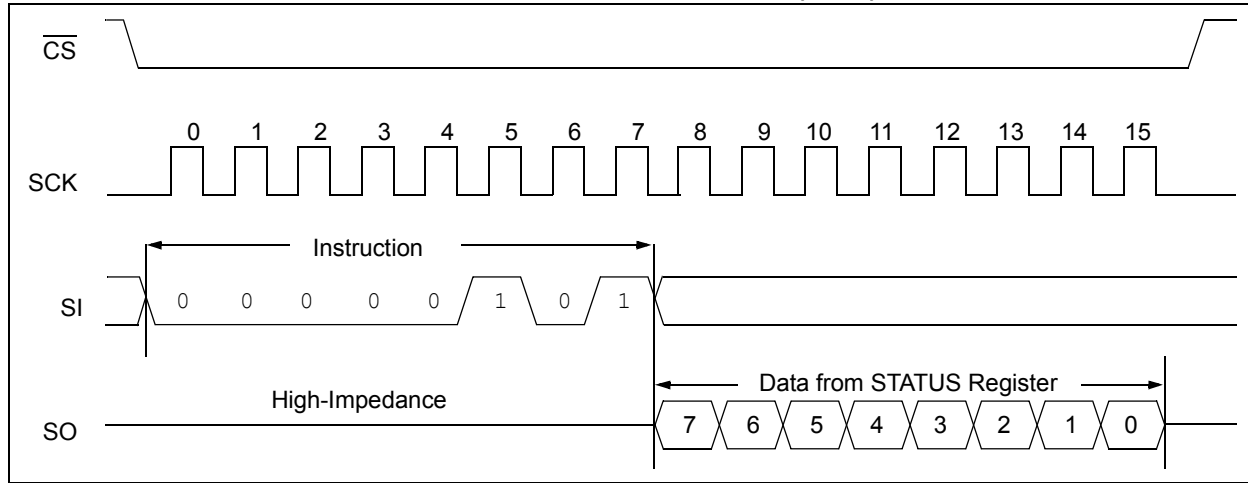 CS
0 1 2 3 4 5 6 7 8 9 10 11 12 13 14 15
SCK
Instruction
SI 0 0 0 0 0 1 0 1
Data from STATUS Register
High-Impedance
SO 7 6 5 4 3 2 1 0